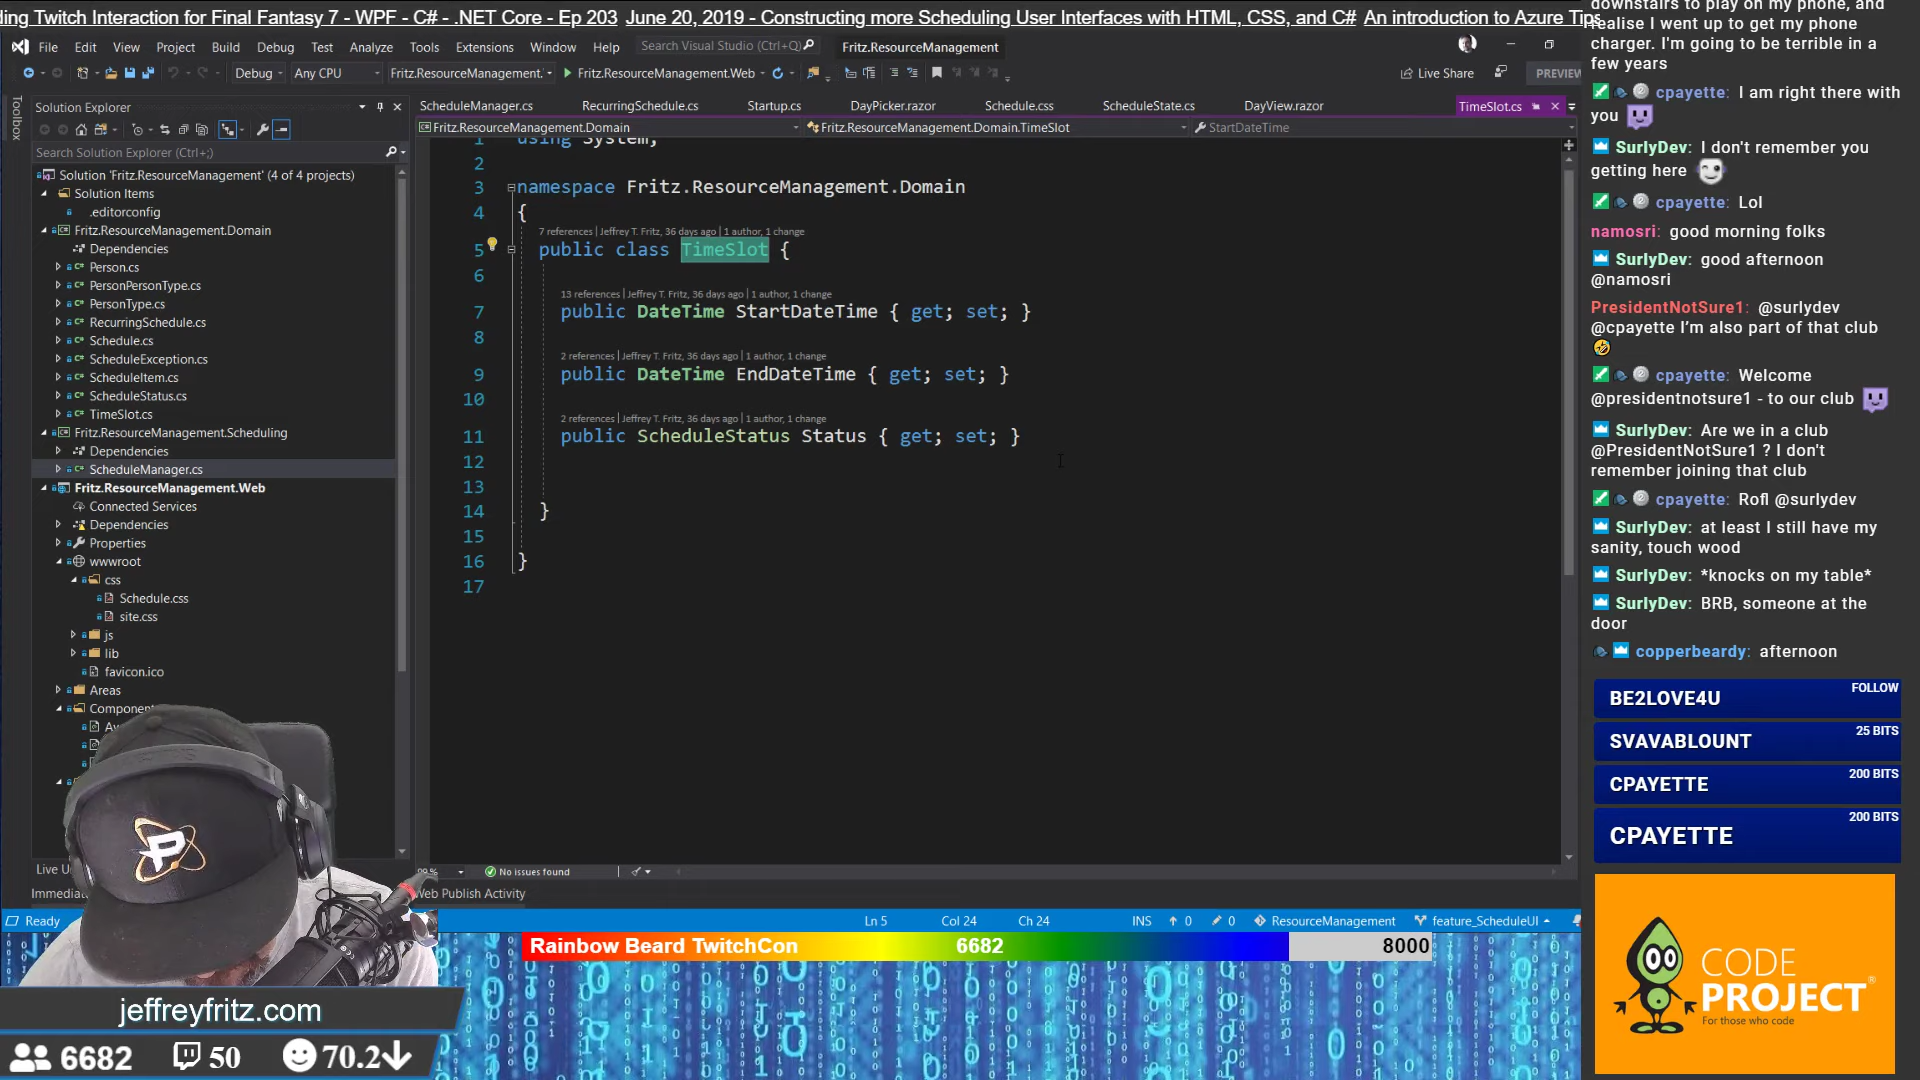 ding Twitch Interaction for Final Fantasy 7 - WPF - C# - .NET Core - Ep 203 June 20, 2019 - Constructing more Scheduling User Interfaces with HTML, CSS, and C# An introduction to Azure Tips
File Edit View Project Build Debug Test Analyze Tools Extensions Window Help Search Visual Studio (Ctrl+Q) Fritz.ResourceManagement
Debug Any CPU Fritz.ResourceManagement. Fritz.ResourceManagement.Web Live Share PREVIEW
Toolbox
Solution Explorer
Search Solution Explorer (Ctrl+;)
Solution 'Fritz.ResourceManagement' (4 of 4 projects)
Solution Items
.editorconfig
Fritz.ResourceManagement.Domain
Dependencies
Person.cs
PersonPersonType.cs
PersonType.cs
RecurringSchedule.cs
Schedule.cs
ScheduleException.cs
ScheduleItem.cs
ScheduleStatus.cs
TimeSlot.cs
Fritz.ResourceManagement.Scheduling
Dependencies
ScheduleManager.cs
Fritz.ResourceManagement.Web
Connected Services
Dependencies
Properties
wwwroot
css
Schedule.css
site.css
js
lib
favicon.ico
Areas
Component
Live U
Immedia
Ready
ScheduleManager.cs RecurringSchedule.cs Startup.cs DayPicker.razor Schedule.css ScheduleState.cs DayView.razor TimeSlot.cs
Fritz.ResourceManagement.Domain Fritz.ResourceManagement.Domain.TimeSlot StartDateTime
1 using System;
2
3 namespace Fritz.ResourceManagement.Domain
4 {
7 references | Jeffrey T. Fritz, 36 days ago | 1 author, 1 change
5 public class TimeSlot {
6
13 references | Jeffrey T. Fritz, 36 days ago | 1 author, 1 change
7 public DateTime StartDateTime { get; set; }
8
2 references | Jeffrey T. Fritz, 36 days ago | 1 author, 1 change
9 public DateTime EndDateTime { get; set; }
10
2 references | Jeffrey T. Fritz, 36 days ago | 1 author, 1 change
11 public ScheduleStatus Status { get; set; }
12
13
14 }
15
16 }
17
No issues found
Web Publish Activity
Ln 5 Col 24 Ch 24 INS 0 0 ResourceManagement feature_ScheduleUI
Rainbow Beard TwitchCon 6682 8000
P
jeffreyfritz.com
6682 50 70.2
downstairs to play on my phone, and
realise I went up to get my phone
charger. I'm going to be terrible in a
few years
cpayette: I am right there with
you
SurlyDev: I don't remember you
getting here
cpayette: Lol
namosri: good morning folks
SurlyDev: good afternoon
@namosri
PresidentNotSure1: @surlydev
@cpayette I’m also part of that club
cpayette: Welcome
@presidentnotsure1 - to our club
SurlyDev: Are we in a club
@PresidentNotSure1 ? I don't
remember joining that club
cpayette: Rofl @surlydev
SurlyDev: at least I still have my
sanity, touch wood
SurlyDev: *knocks on my table*
SurlyDev: BRB, someone at the
door
copperbeardy: afternoon
BE2LOVE4U FOLLOW
SVAVABLOUNT 25 BITS
CPAYETTE 200 BITS
CPAYETTE 200 BITS
CODE
PROJECT®
For those who code